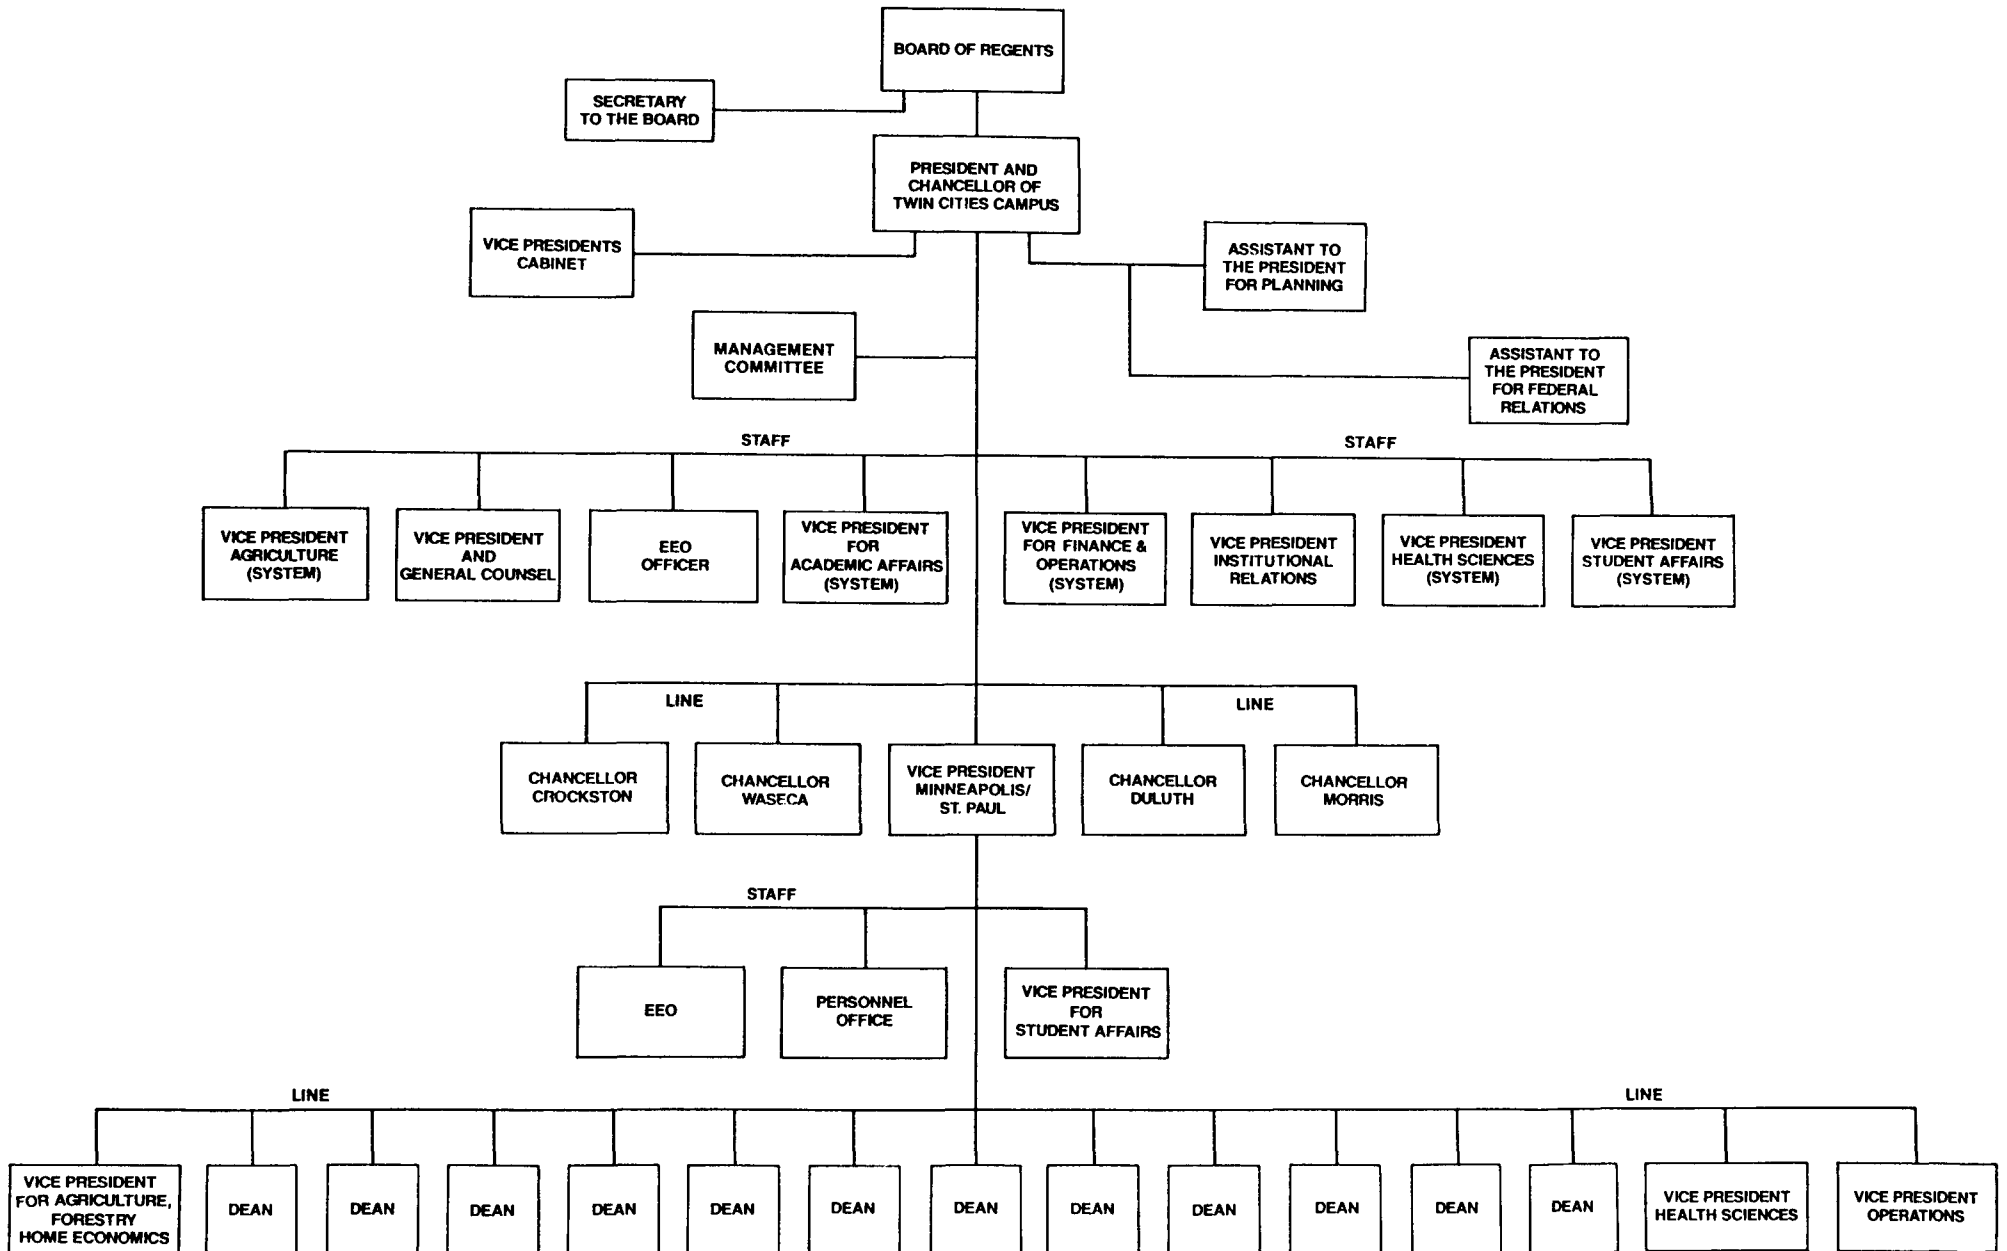 BOARD OF REGENTS
SECRETARY
TO THE BOARD
PRESIDENT AND
CHANCELLOR OF
TWIN CITIES CAMPUS
VICE PRESIDENTS
CABINET
ASSISTANT TO
THE PRESIDENT
FOR PLANNING
MANAGEMENT
COMMITTEE
ASSISTANT TO
THE PRESIDENT
FOR FEDERAL
RELATIONS
STAFF
STAFF
VICE PRESIDENT
AGRICULTURE
(SYSTEM)
VICE PRESIDENT
AND
GENERAL COUNSEL
EEO
OFFICER
VICE PRESIDENT
FOR
ACADEMIC AFFAIRS
(SYSTEM)
VICE PRESIDENT
FOR FINANCE &
OPERATIONS
(SYSTEM)
VICE PRESIDENT
INSTITUTIONAL
RELATIONS
VICE PRESIDENT
HEALTH SCIENCES
(SYSTEM)
VICE PRESIDENT
STUDENT AFFAIRS
(SYSTEM)
LINE
LINE
CHANCELLOR
CROCKSTON
CHANCELLOR
WASECA
VICE PRESIDENT
MINNEAPOLIS/
ST. PAUL
CHANCELLOR
DULUTH
CHANCELLOR
MORRIS
STAFF
EEO
PERSONNEL
OFFICE
VICE PRESIDENT
FOR
STUDENT AFFAIRS
LINE
LINE
VICE PRESIDENT
FOR AGRICULTURE,
FORESTRY
HOME ECONOMICS
DEAN
DEAN
DEAN
DEAN
DEAN
DEAN
DEAN
DEAN
DEAN
DEAN
DEAN
DEAN
VICE PRESIDENT
HEALTH SCIENCES
VICE PRESIDENT
OPERATIONS